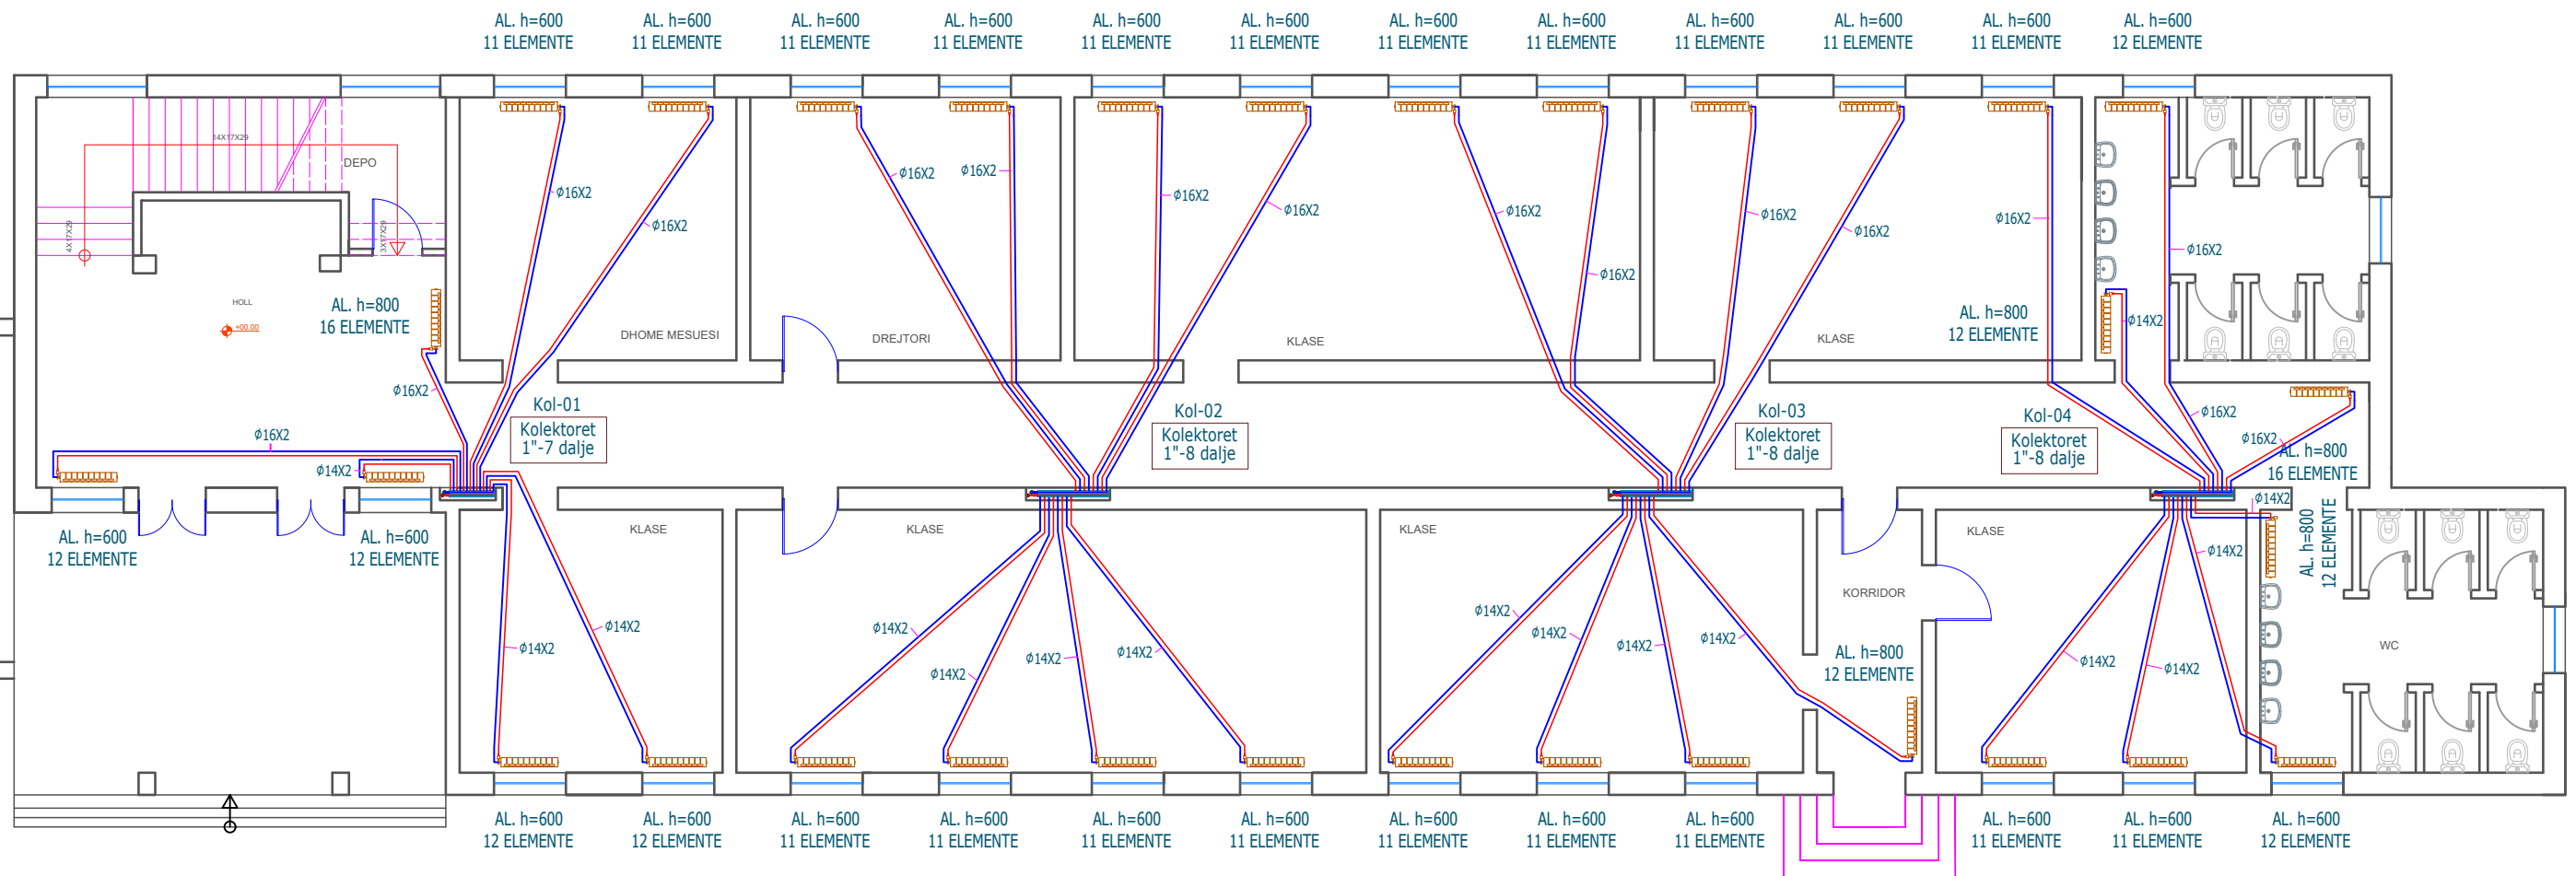 AL. h=600
11 ELEMENTE
AL. h=600
11 ELEMENTE
AL. h=600
11 ELEMENTE
AL. h=600
11 ELEMENTE
AL. h=600
11 ELEMENTE
AL. h=600
11 ELEMENTE
AL. h=600
11 ELEMENTE
AL. h=600
11 ELEMENTE
AL. h=600
11 ELEMENTE
AL. h=600
11 ELEMENTE
AL. h=600
11 ELEMENTE
AL. h=600
12 ELEMENTE
14X17X29
DEPO
4X17X29
3X17X29
HOLL
+00.00
AL. h=800
16 ELEMENTE
ϕ16X2
ϕ16X2
ϕ14X2
ϕ16X2
ϕ16X2
DHOME MESUESI
ϕ16X2
ϕ16X2
DREJTORI
ϕ16X2
ϕ16X2
KLASE
ϕ16X2
ϕ16X2
ϕ16X2
ϕ16X2
KLASE
ϕ16X2
AL. h=800
12 ELEMENTE
ϕ14X2
ϕ16X2
ϕ16X2
ϕ16X2
Kol-01
Kolektoret
1"-7 dalje
Kol-02
Kolektoret
1"-8 dalje
Kol-03
Kolektoret
1"-8 dalje
Kol-04
Kolektoret
1"-8 dalje
AL. h=800
16 ELEMENTE
ϕ14X2
AL. h=800
12 ELEMENTE
AL. h=600
12 ELEMENTE
AL. h=600
12 ELEMENTE
KLASE
ϕ14X2
ϕ14X2
KLASE
ϕ14X2
ϕ14X2
ϕ14X2
ϕ14X2
KLASE
ϕ14X2
ϕ14X2
ϕ14X2
ϕ14X2
KORRIDOR
AL. h=800
12 ELEMENTE
KLASE
ϕ14X2
ϕ14X2
ϕ14X2
WC
AL. h=600
12 ELEMENTE
AL. h=600
12 ELEMENTE
AL. h=600
11 ELEMENTE
AL. h=600
11 ELEMENTE
AL. h=600
11 ELEMENTE
AL. h=600
11 ELEMENTE
AL. h=600
11 ELEMENTE
AL. h=600
11 ELEMENTE
AL. h=600
11 ELEMENTE
AL. h=600
11 ELEMENTE
AL. h=600
11 ELEMENTE
AL. h=600
12 ELEMENTE